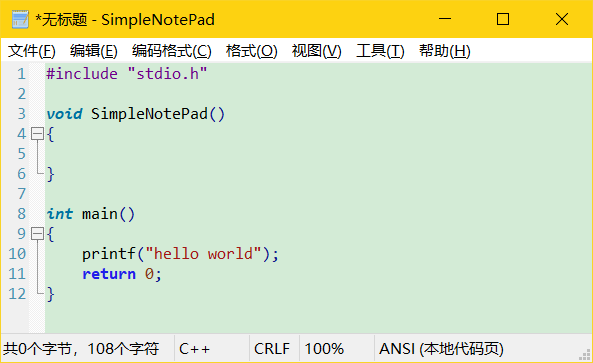 *无标题 - SimpleNotePad
文件(F) 编辑(E) 编码格式(C) 格式(O) 视图(V) 工具(T) 帮助(H)
1 #include "stdio.h"
2
3 void SimpleNotePad()
4 {
5
6 }
7
8 int main()
9 {
10     printf("hello world");
11     return 0;
12 }
共0个字节，108个字符 C++ CRLF 100% ANSI (本地代码页)